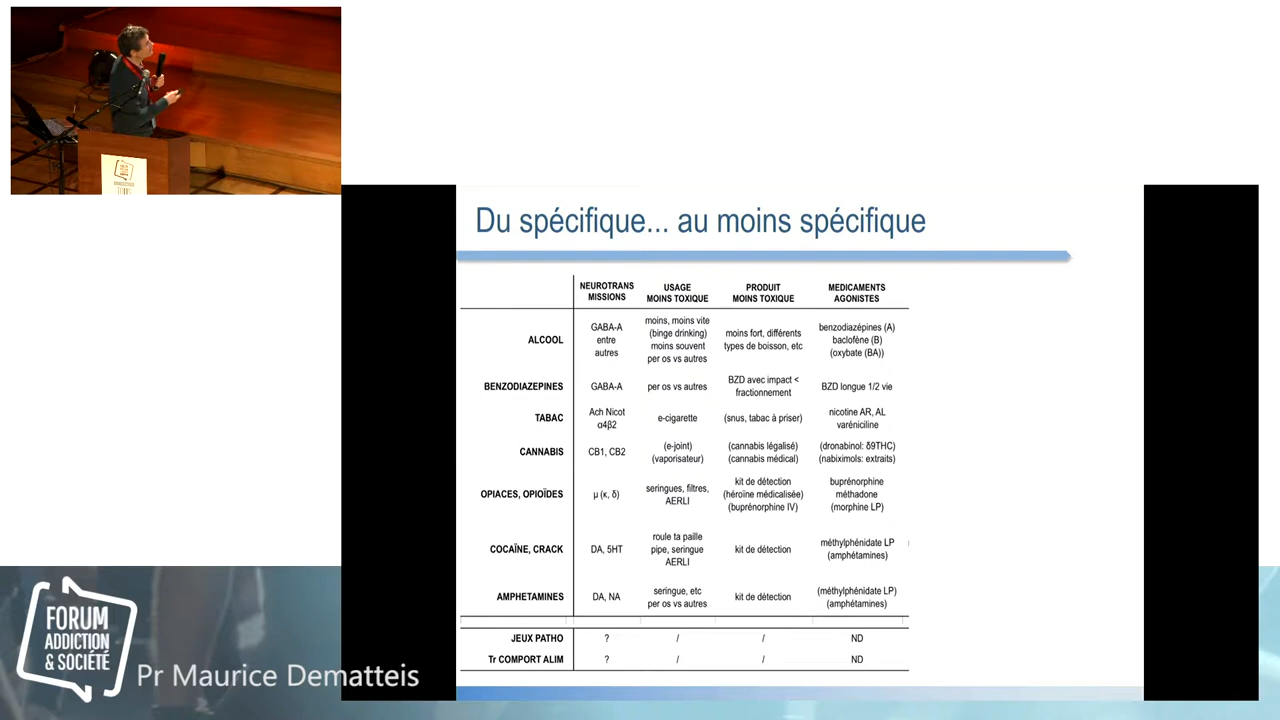 Du spécifique... au moins spécifique
NEUROTRANS
MISSIONS
USAGE
MOINS TOXIQUE
PRODUIT
MOINS TOXIQUE
MEDICAMENTS
AGONISTES
ALCOOL
GABA-A
entre
autres
moins, moins vite
(binge drinking)
moins souvent
per os vs autres
moins fort, différents
types de boisson, etc
benzodiazépines (A)
baclofène (B)
(oxybate (BA))
BENZODIAZEPINES
GABA-A
per os vs autres
BZD avec impact <
fractionnement
BZD longue 1/2 vie
TABAC
Ach Nicot
α4β2
e-cigarette
(snus, tabac à priser)
nicotine AR, AL
varéniciline
CANNABIS
CB1, CB2
(e-joint)
(vaporisateur)
(cannabis légalisé)
(cannabis médical)
(dronabinol: δ9THC)
(nabiximols: extraits)
OPIACES, OPIOÏDES
μ (κ, δ)
seringues, filtres,
AERLI
kit de détection
(héroïne médicalisée)
(buprénorphine IV)
buprénorphine
méthadone
(morphine LP)
COCAÏNE, CRACK
DA, 5HT
roule ta paille
pipe, seringue
AERLI
kit de détection
méthylphénidate LP
(amphétamines)
AMPHETAMINES
DA, NA
seringue, etc
per os vs autres
kit de détection
(méthylphénidate LP)
(amphétamines)
JEUX PATHO
?
/
/
ND
Tr COMPORT ALIM
?
/
/
ND
FORUM
ADDICTION
& SOCIÉTÉ
Pr Maurice Dematteis